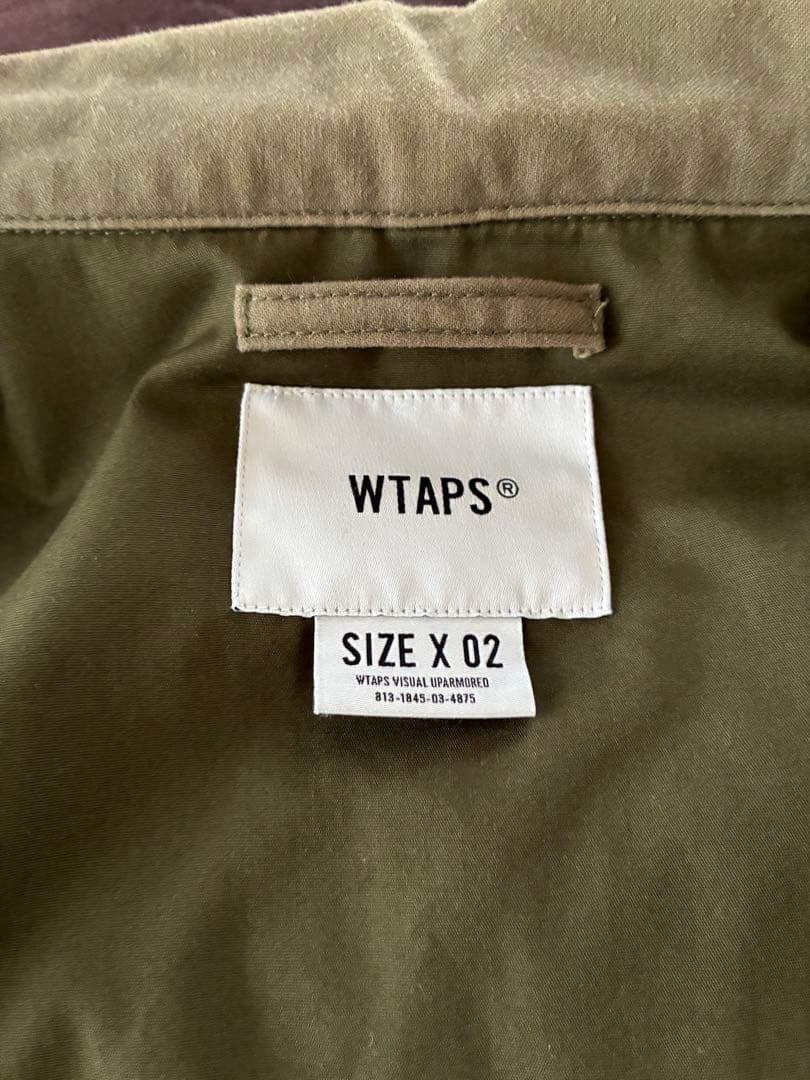 WTAPS®
SIZE X 02
WTAPS VISUAL UPARMORED
813-1845-03-4875